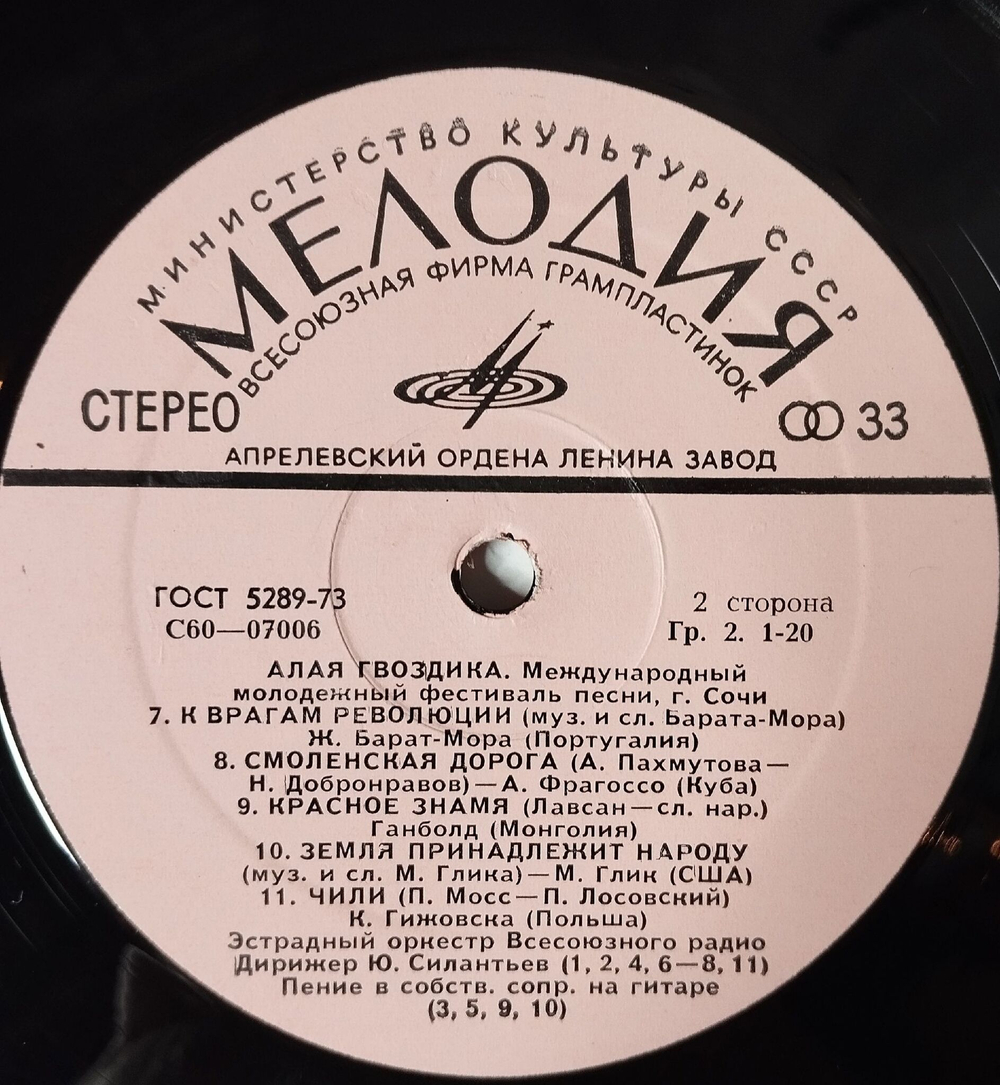 МИНИСТЕРСТВО КУЛЬТУРЫ СССР
МЕЛОДИЯ
ВСЕСОЮЗНАЯ ФИРМА ГРАМПЛАСТИНОК
СТЕРЕО
33
АПРЕЛЕВСКИЙ ОРДЕНА ЛЕНИНА ЗАВОД
ГОСТ 5289-73
2 сторона
С60—07006
Гр. 2. 1-20
АЛАЯ ГВОЗДИКА. Международный
молодежный фестиваль песни, г. Сочи
7. К ВРАГАМ РЕВОЛЮЦИИ (муз. и сл. Барата-Мора)
Ж. Барат-Мора (Португалия)
8. СМОЛЕНСКАЯ ДОРОГА (А. Пахмутова—
Н. Добронравов)—А. Фрагоссо (Куба)
9. КРАСНОЕ ЗНАМЯ (Лавсан—сл. нар.)
Ганболд (Монголия)
10. ЗЕМЛЯ ПРИНАДЛЕЖИТ НАРОДУ
(муз. и сл. М. Глика)—М. Глик (США)
11. ЧИЛИ (П. Мосс—П. Лосовский)
К. Гижовска (Польша)
Эстрадный оркестр Всесоюзного радио
Дирижер Ю. Силантьев (1, 2, 4, 6—8, 11)
Пение в собств. сопр. на гитаре
(3, 5, 9, 10)